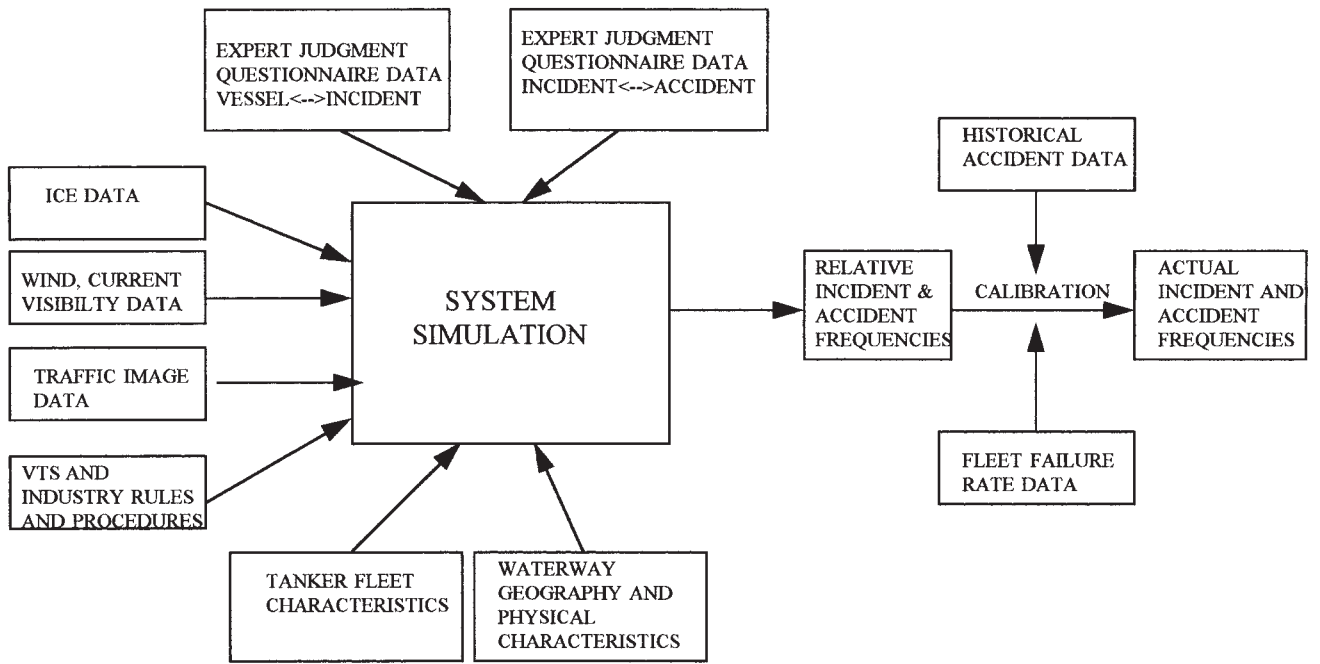 EXPERT JUDGMENT
QUESTIONNAIRE DATA
VESSEL<-->INCIDENT
EXPERT JUDGMENT
QUESTIONNAIRE DATA
INCIDENT<-->ACCIDENT
HISTORICAL
ACCIDENT DATA
ICE DATA
WIND, CURRENT
VISIBILTY DATA
TRAFFIC IMAGE
DATA
VTS AND
INDUSTRY RULES
AND PROCEDURES
SYSTEM
SIMULATION
RELATIVE
INCIDENT &
ACCIDENT
FREQUENCIES
CALIBRATION
ACTUAL
INCIDENT AND
ACCIDENT
FREQUENCIES
FLEET FAILURE
RATE DATA
TANKER FLEET
CHARACTERISTICS
WATERWAY
GEOGRAPHY AND
PHYSICAL
CHARACTERISTICS